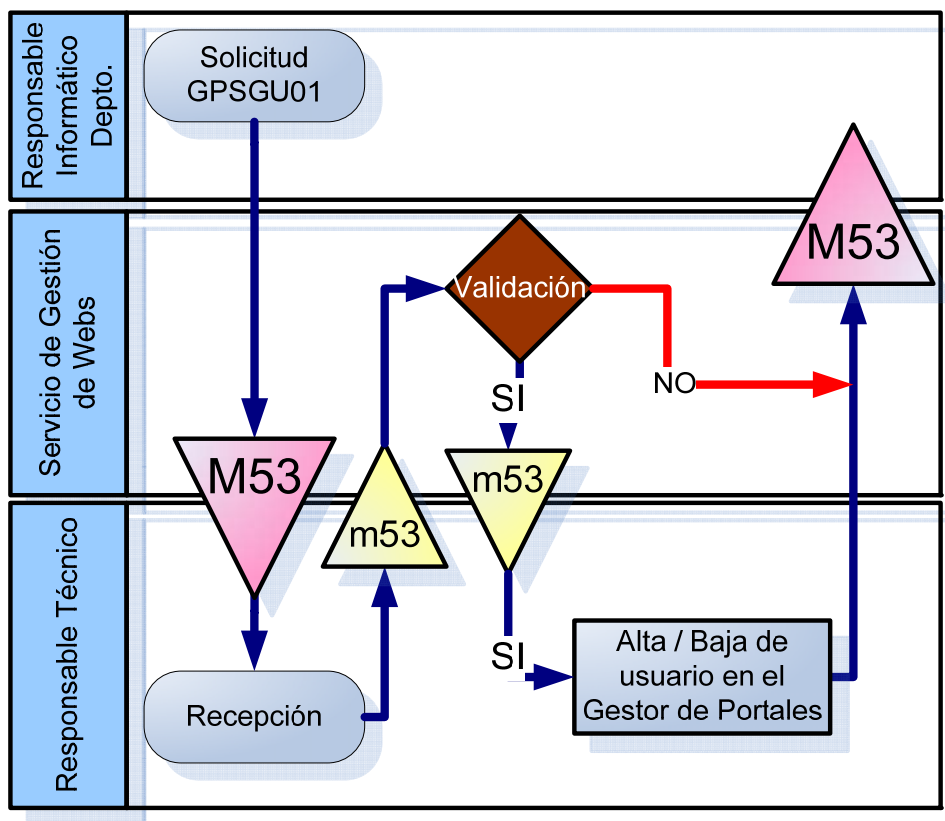 Responsable
Informático
Depto.
Solicitud
GPSGU01
M53
Servicio de Gestión
de Webs
Validación
NO
SI
M53
m53
m53
Responsable Técnico
SI
Alta / Baja de
usuario en el
Gestor de Portales
Recepción